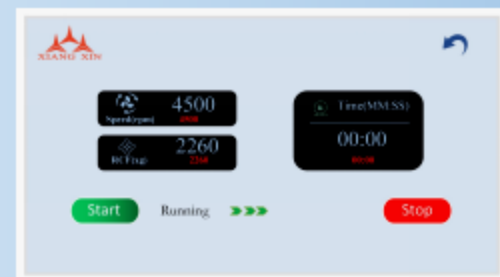 XIANG XIN
4500
Speed(rpm)
4500
2260
RCF(xg)
2260
Time(MM:SS)
00:00
00:00
Start
Running
Stop